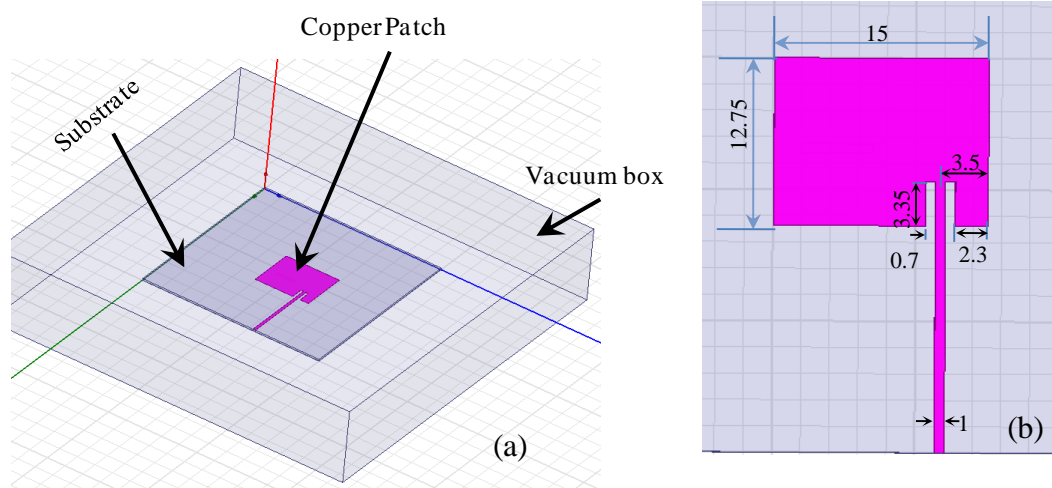 Copper Patch
Substrate
Vacuum box
(a)
15
12.75
3.5
3.35
0.7
2.3
1
(b)